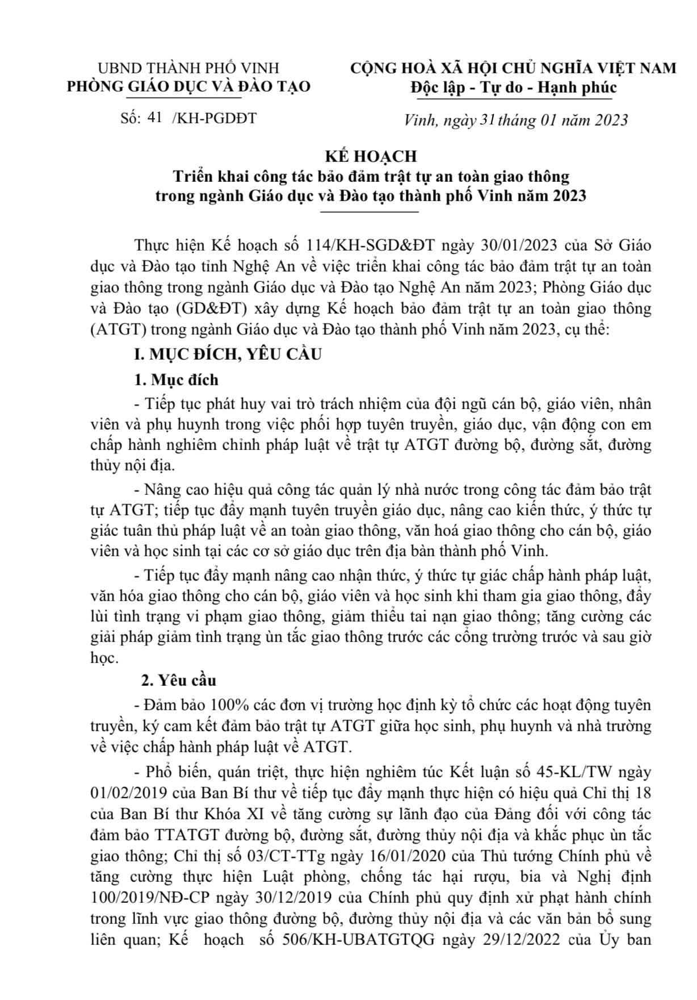 UBND THÀNH PHỐ VINH
PHÒNG GIÁO DỤC VÀ ĐÀO TẠO
Số: 41 /KH-PGDĐT
CỘNG HOÀ XÃ HỘI CHỦ NGHĨA VIỆT NAM
Độc lập - Tự do - Hạnh phúc
Vinh, ngày 31 tháng 01 năm 2023
KẾ HOẠCH
Triển khai công tác bảo đảm trật tự an toàn giao thông
trong ngành Giáo dục và Đào tạo thành phố Vinh năm 2023
Thực hiện Kế hoạch số 114/KH-SGD&ĐT ngày 30/01/2023 của Sở Giáo
dục và Đào tạo tỉnh Nghệ An về việc triển khai công tác bảo đảm trật tự an toàn
giao thông trong ngành Giáo dục và Đào tạo Nghệ An năm 2023; Phòng Giáo dục
và Đào tạo (GD&ĐT) xây dựng Kế hoạch bảo đảm trật tự an toàn giao thông
(ATGT) trong ngành Giáo dục và Đào tạo thành phố Vinh năm 2023, cụ thể:
I. MỤC ĐÍCH, YÊU CẦU
1. Mục đích
- Tiếp tục phát huy vai trò trách nhiệm của đội ngũ cán bộ, giáo viên, nhân
viên và phụ huynh trong việc phối hợp tuyên truyền, giáo dục, vận động con em
chấp hành nghiêm chỉnh pháp luật về trật tự ATGT đường bộ, đường sắt, đường
thủy nội địa.
- Nâng cao hiệu quả công tác quản lý nhà nước trong công tác đảm bảo trật
tự ATGT; tiếp tục đẩy mạnh tuyên truyền giáo dục, nâng cao kiến thức, ý thức tự
giác tuân thủ pháp luật về an toàn giao thông, văn hoá giao thông cho cán bộ, giáo
viên và học sinh tại các cơ sở giáo dục trên địa bàn thành phố Vinh.
- Tiếp tục đẩy mạnh nâng cao nhận thức, ý thức tự giác chấp hành pháp luật,
văn hóa giao thông cho cán bộ, giáo viên và học sinh khi tham gia giao thông, đẩy
lùi tình trạng vi phạm giao thông, giảm thiểu tai nạn giao thông; tăng cường các
giải pháp giảm tình trạng ùn tắc giao thông trước các cổng trường trước và sau giờ
học.
2. Yêu cầu
- Đảm bảo 100% các đơn vị trường học định kỳ tổ chức các hoạt động tuyên
truyền, ký cam kết đảm bảo trật tự ATGT giữa học sinh, phụ huynh và nhà trường
về việc chấp hành pháp luật về ATGT.
- Phổ biến, quán triệt, thực hiện nghiêm túc Kết luận số 45-KL/TW ngày
01/02/2019 của Ban Bí thư về tiếp tục đẩy mạnh thực hiện có hiệu quả Chỉ thị 18
của Ban Bí thư Khóa XI về tăng cường sự lãnh đạo của Đảng đối với công tác
đảm bảo TTATGT đường bộ, đường sắt, đường thủy nội địa và khắc phục ùn tắc
giao thông; Chỉ thị số 03/CT-TTg ngày 16/01/2020 của Thủ tướng Chính phủ về
tăng cường thực hiện Luật phòng, chống tác hại rượu, bia và Nghị định
100/2019/NĐ-CP ngày 30/12/2019 của Chính phủ quy định xử phạt hành chính
trong lĩnh vực giao thông đường bộ, đường thủy nội địa và các văn bản bổ sung
liên quan; Kế hoạch số 506/KH-UBATGTQG ngày 29/12/2022 của Ủy ban